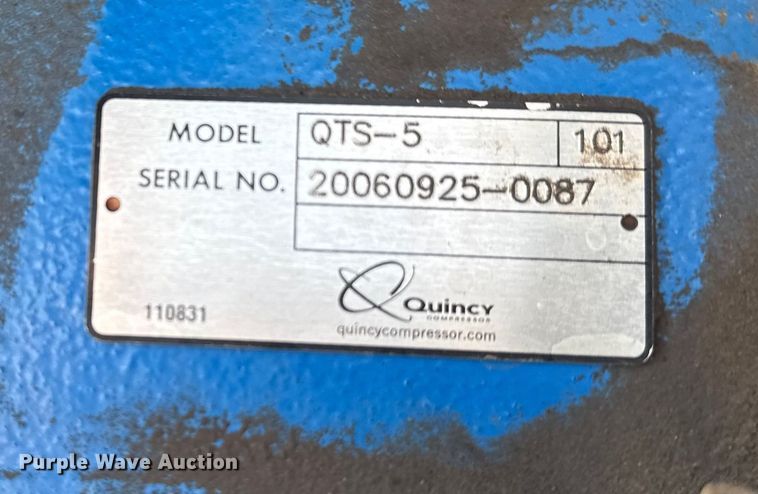 MODEL QTS-5 101
SERIAL NO. 20060925-0087
Quincy
COMPRESSOR
110831
quincycompressor.com
Purple Wave Auction